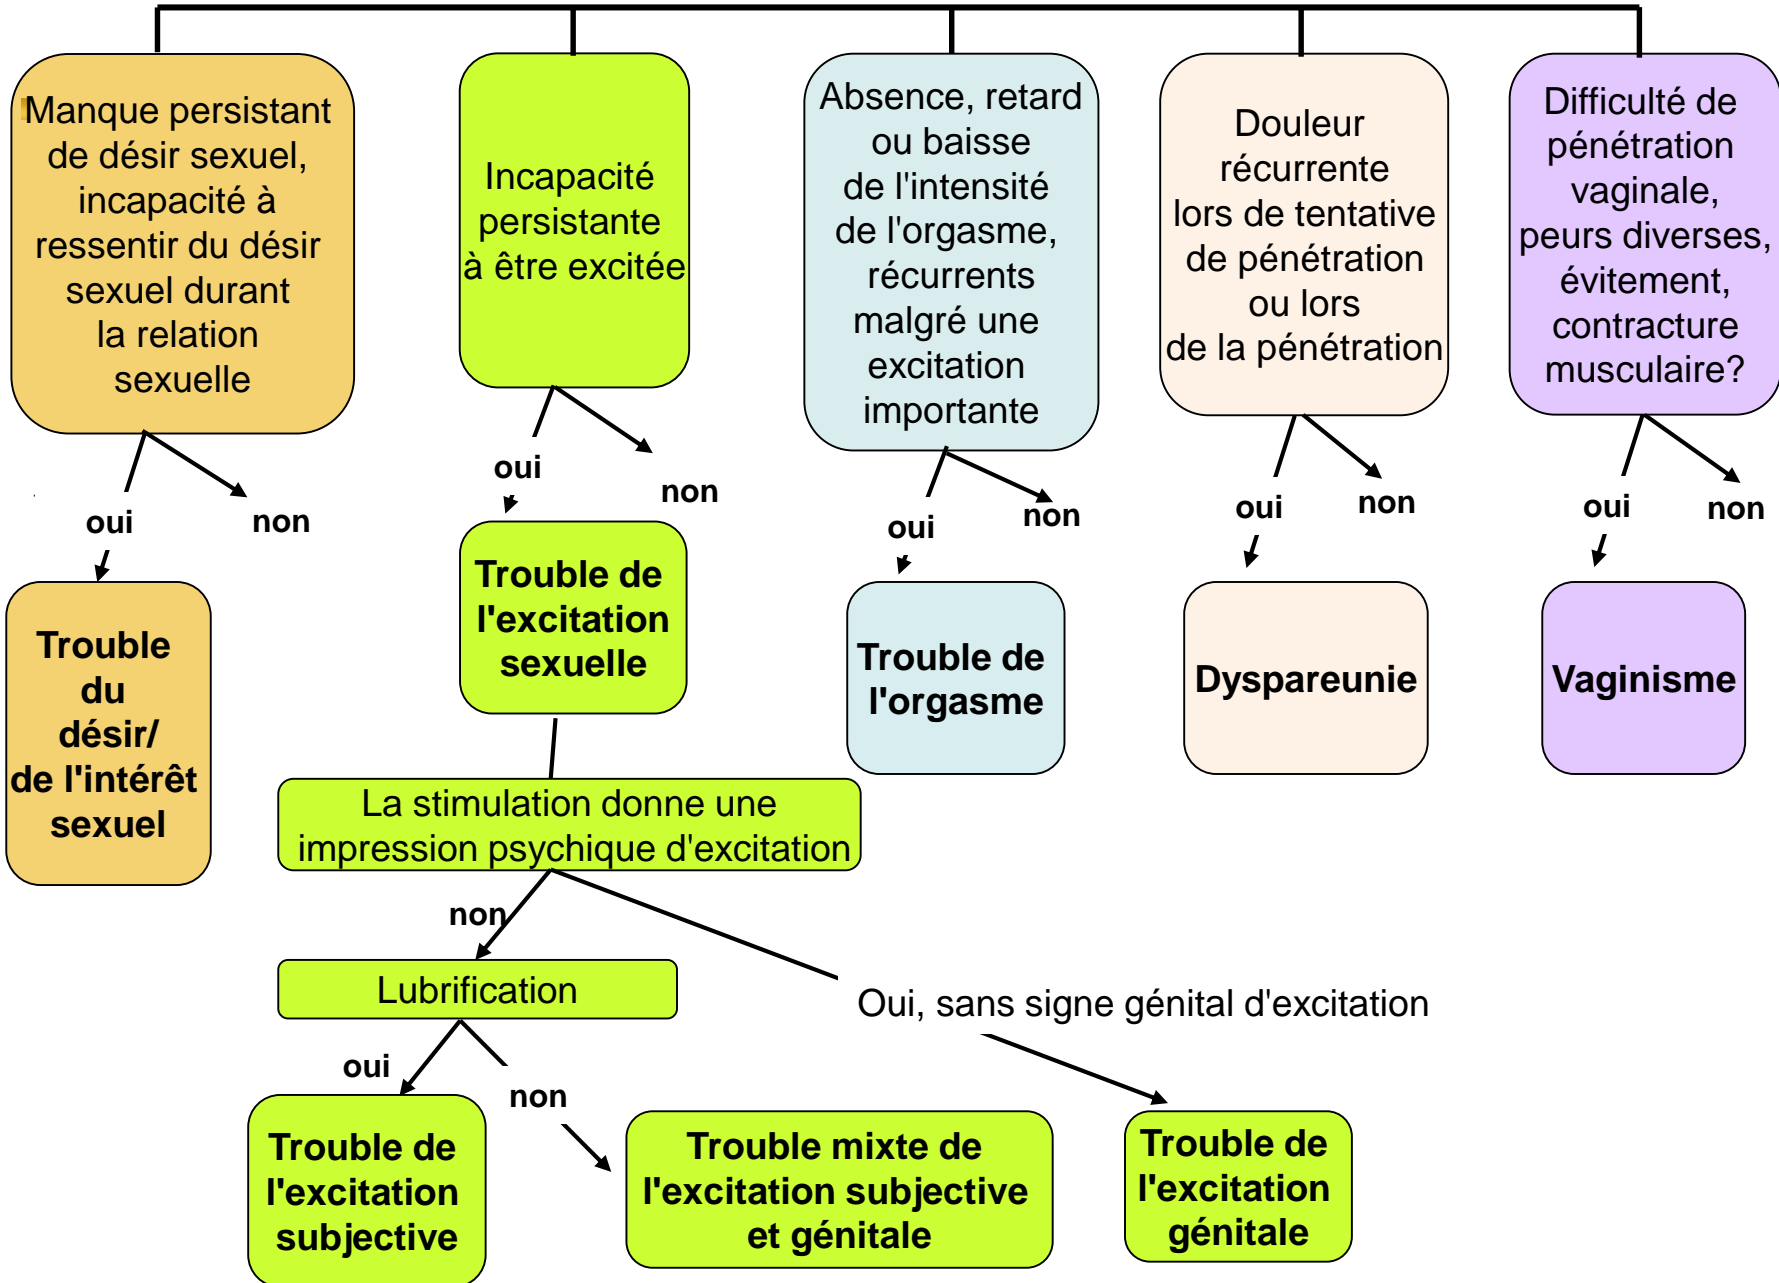 Manque persistant
de désir sexuel,
incapacité à
ressentir du désir
sexuel durant
la relation
sexuelle
Incapacité
persistante
à être excitée
Absence, retard
ou baisse
de l'intensité
de l'orgasme,
récurrents
malgré une
excitation
importante
Douleur
récurrente
lors de tentative
de pénétration
ou lors
de la pénétration
Difficulté de
pénétration
vaginale,
peurs diverses,
évitement,
contracture
musculaire?
oui
non
oui
non
oui
non
oui
non
oui
non
Trouble
du
désir/
de l'intérêt
sexuel
Trouble de
l'excitation
sexuelle
Trouble de
l'orgasme
Dyspareunie
Vaginisme
La stimulation donne une
impression psychique d'excitation
non
Lubrification
Oui, sans signe génital d'excitation
oui
non
Trouble de
l'excitation
subjective
Trouble mixte de
l'excitation subjective
et génitale
Trouble de
l'excitation
génitale